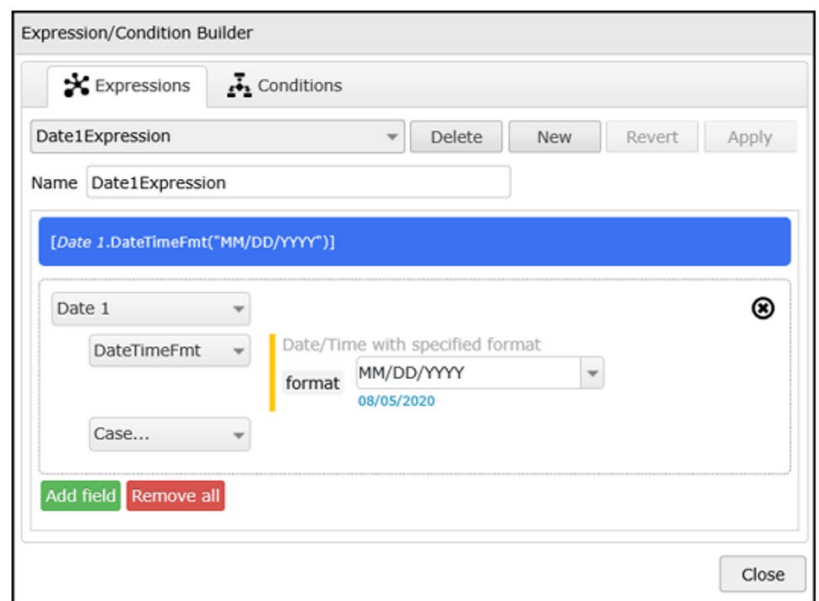 Expression/Condition Builder
Expressions Conditions
Date1Expression Delete New Revert Apply
Name Date1Expression
[Date 1.DateTimeFmt("MM/DD/YYYY")]
Date 1
DateTimeFmt Date/Time with specified format
format MM/DD/YYYY
08/05/2020
Case...
Add field Remove all
Close